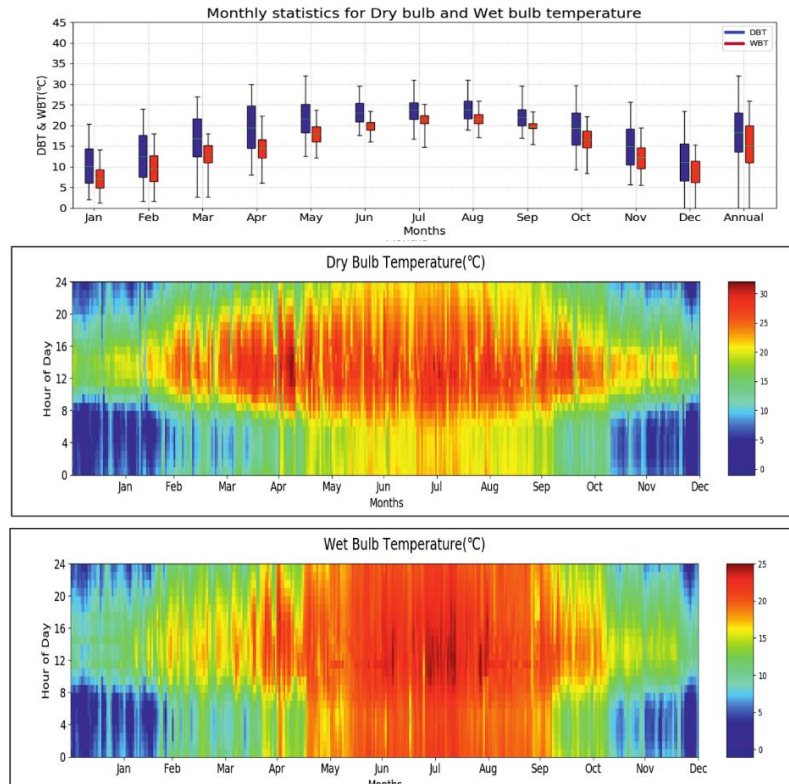 Monthly statistics for Dry bulb and Wet bulb temperature
45
40
35
30
25
20
15
10
5
0
DBT & WBT(℃)
DBT
WBT
Jan Feb Mar Apr May Jun Jul Aug Sep Oct Nov Dec Annual
Months
Dry Bulb Temperature(℃)
24
20
16
12
8
4
0
Hour of Day
Jan Feb Mar Apr May Jun Jul Aug Sep Oct Nov Dec
Months
30
25
20
15
10
5
0
Wet Bulb Temperature(℃)
24
20
16
12
8
4
0
Hour of Day
Jan Feb Mar Apr May Jun Jul Aug Sep Oct Nov Dec
Months
25
20
15
10
5
0